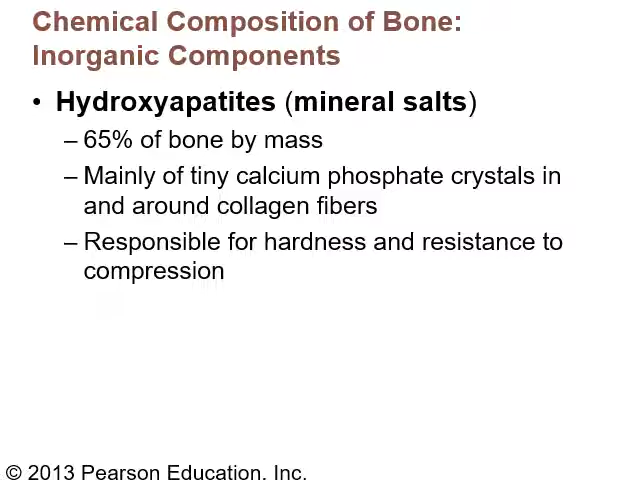 Chemical Composition of Bone:
Inorganic Components
• Hydroxyapatites (mineral salts)
– 65% of bone by mass
– Mainly of tiny calcium phosphate crystals in
and around collagen fibers
– Responsible for hardness and resistance to
compression
© 2013 Pearson Education, Inc.